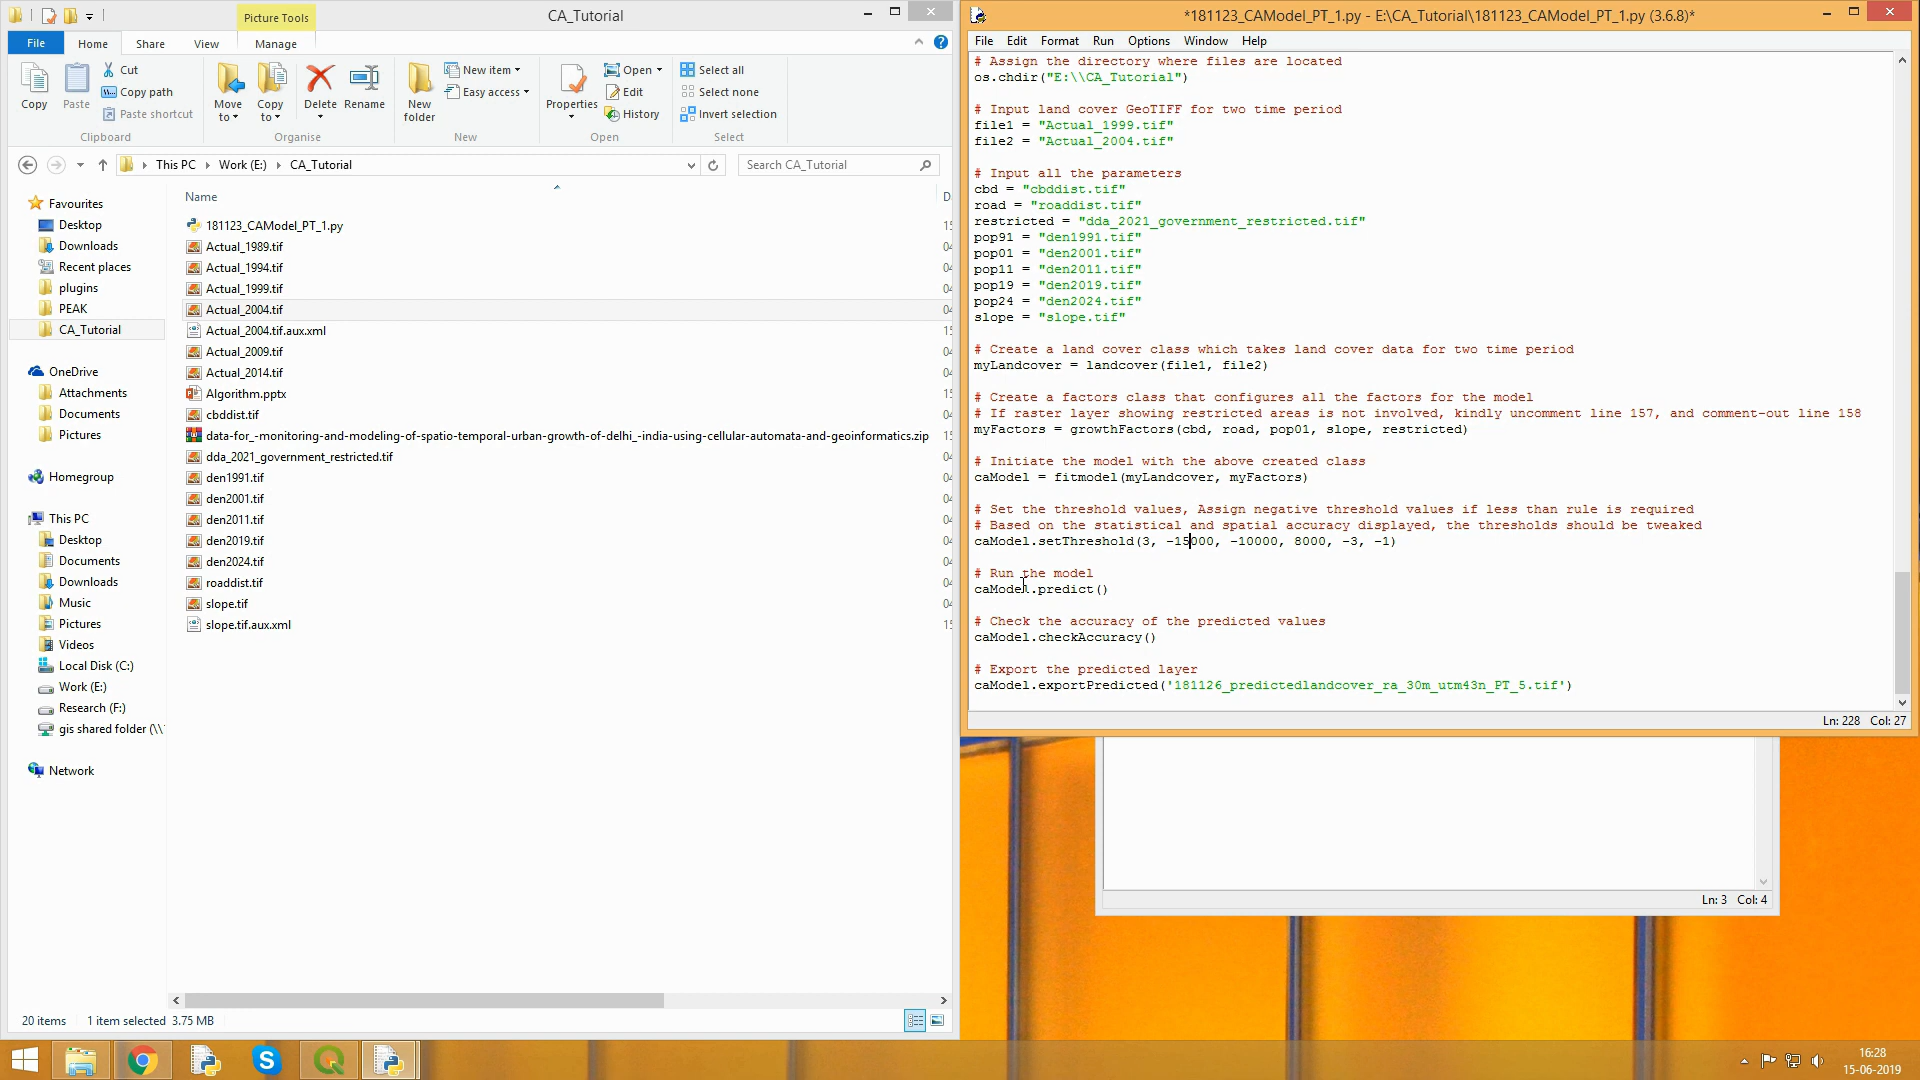 Picture Tools
CA_Tutorial
File
Home
Share
View
Manage
Copy
Paste
Cut
Copy path
Paste shortcut
Clipboard
Move to
Copy to
Delete
Rename
Organise
New folder
New item
Easy access
New
Properties
Open
Edit
History
Open
Select all
Select none
Invert selection
Select
This PC
Work (E:)
CA_Tutorial
Search CA_Tutorial
Favourites
Desktop
Downloads
Recent places
plugins
PEAK
CA_Tutorial
OneDrive
Attachments
Documents
Pictures
Homegroup
This PC
Desktop
Documents
Downloads
Music
Pictures
Videos
Local Disk (C:)
Work (E:)
Research (F:)
gis shared folder (\\
Network
Name
181123_CAModel_PT_1.py
Actual_1989.tif
Actual_1994.tif
Actual_1999.tif
Actual_2004.tif
Actual_2004.tif.aux.xml
Actual_2009.tif
Actual_2014.tif
Algorithm.pptx
cbddist.tif
data-for_-monitoring-and-modeling-of-spatio-temporal-urban-growth-of-delhi_-india-using-cellular-automata-and-geoinformatics.zip
dda_2021_government_restricted.tif
den1991.tif
den2001.tif
den2011.tif
den2019.tif
den2024.tif
roaddist.tif
slope.tif
slope.tif.aux.xml
20 items
1 item selected 3.75 MB
*181123_CAModel_PT_1.py - E:\CA_Tutorial\181123_CAModel_PT_1.py (3.6.8)*
File Edit Format Run Options Window Help
# Assign the directory where files are located
os.chdir("E:\\CA_Tutorial")
# Input land cover GeoTIFF for two time period
file1 = "Actual_1999.tif"
file2 = "Actual_2004.tif"
# Input all the parameters
cbd = "cbddist.tif"
road = "roaddist.tif"
restricted = "dda_2021_government_restricted.tif"
pop91 = "den1991.tif"
pop01 = "den2001.tif"
pop11 = "den2011.tif"
pop19 = "den2019.tif"
pop24 = "den2024.tif"
slope = "slope.tif"
# Create a land cover class which takes land cover data for two time period
myLandcover = landcover(file1, file2)
# Create a factors class that configures all the factors for the model
# If raster layer showing restricted areas is not involved, kindly uncomment line 157, and comment-out line 158
myFactors = growthFactors(cbd, road, pop01, slope, restricted)
# Initiate the model with the above created class
caModel = fitmodel(myLandcover, myFactors)
# Set the threshold values, Assign negative threshold values if less than rule is required
# Based on the statistical and spatial accuracy displayed, the thresholds should be tweaked
caModel.setThreshold(3, -15000, -10000, 8000, -3, -1)
# Run the model
caModel.predict()
# Check the accuracy of the predicted values
caModel.checkAccuracy()
# Export the predicted layer
caModel.exportPredicted('181126_predictedlandcover_ra_30m_utm43n_PT_5.tif')
Ln: 228 Col: 27
Ln: 3 Col: 4
16:28
15-06-2019